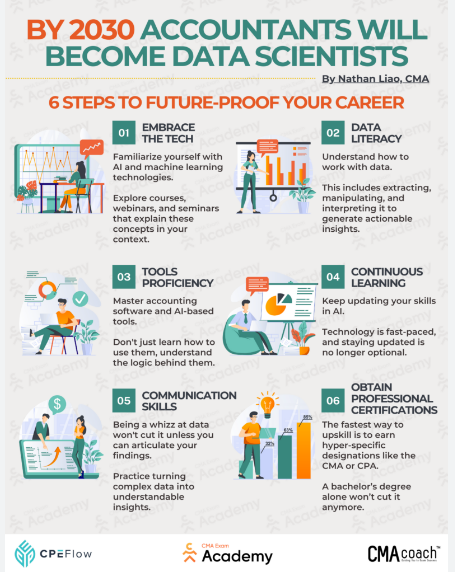 BY 2030 ACCOUNTANTS WILL
BECOME DATA SCIENTISTS
By Nathan Liao, CMA
6 STEPS TO FUTURE-PROOF YOUR CAREER
01
EMBRACE
THE TECH
Familiarize yourself with
AI and machine learning
technologies.
Explore courses,
webinars, and seminars
that explain these
concepts in your
context.
02
DATA
LITERACY
Understand how to
work with data.
This includes extracting,
manipulating, and
interpreting it to
generate actionable
insights.
03
TOOLS
PROFICIENCY
Master accounting
software and AI-based
tools.
Don't just learn how to
use them, understand
the logic behind them.
04
CONTINUOUS
LEARNING
Keep updating your skills
in AI.
Technology is fast-paced,
and staying updated is
no longer optional.
05
COMMUNICATION
SKILLS
Being a whizz at data
won't cut it unless you
can articulate your
findings.
Practice turning
complex data into
understandable
insights.
$
06
OBTAIN
PROFESSIONAL
CERTIFICATIONS
The fastest way to
upskill is to earn
hyper-specific
designations like the
CMA or CPA.
A bachelor's degree
alone won't cut it
anymore.
CPEFlow
CMA Exam
Academy
CMAcoach™